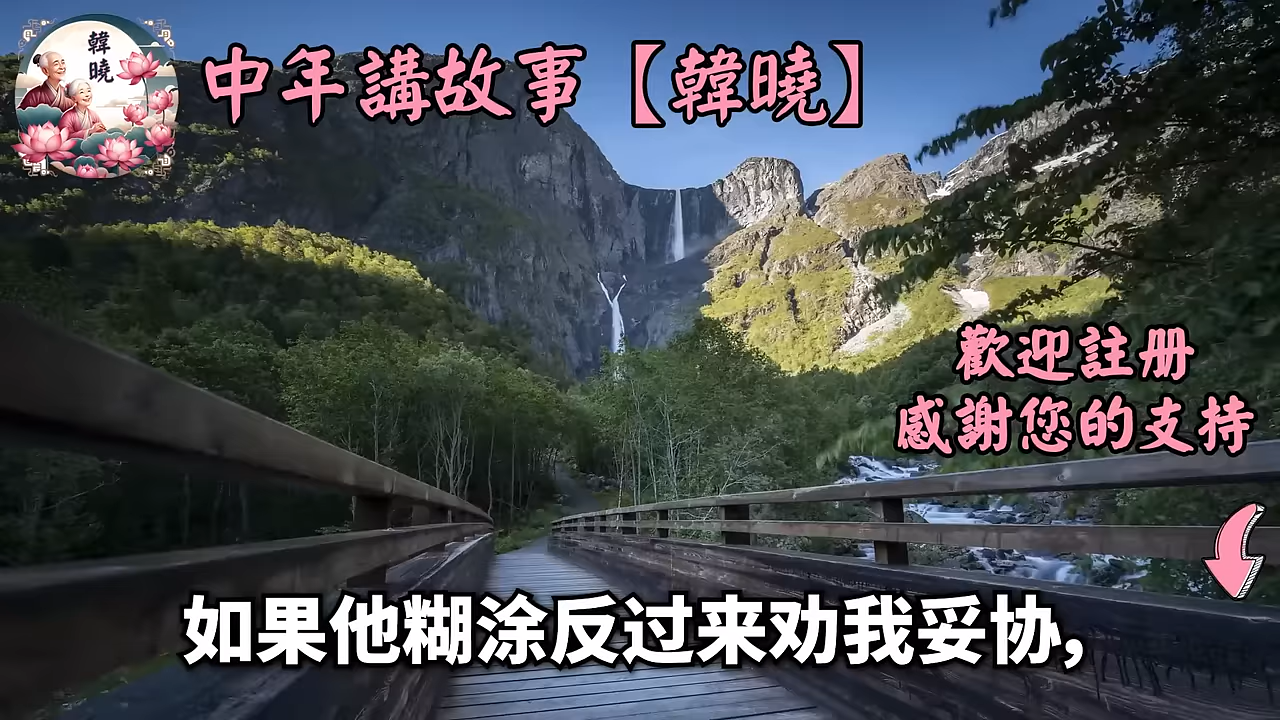 韓曉
中年講故事【韓曉】
歡迎註册
感謝您的支持
如果他糊涂反过来劝我妥协,